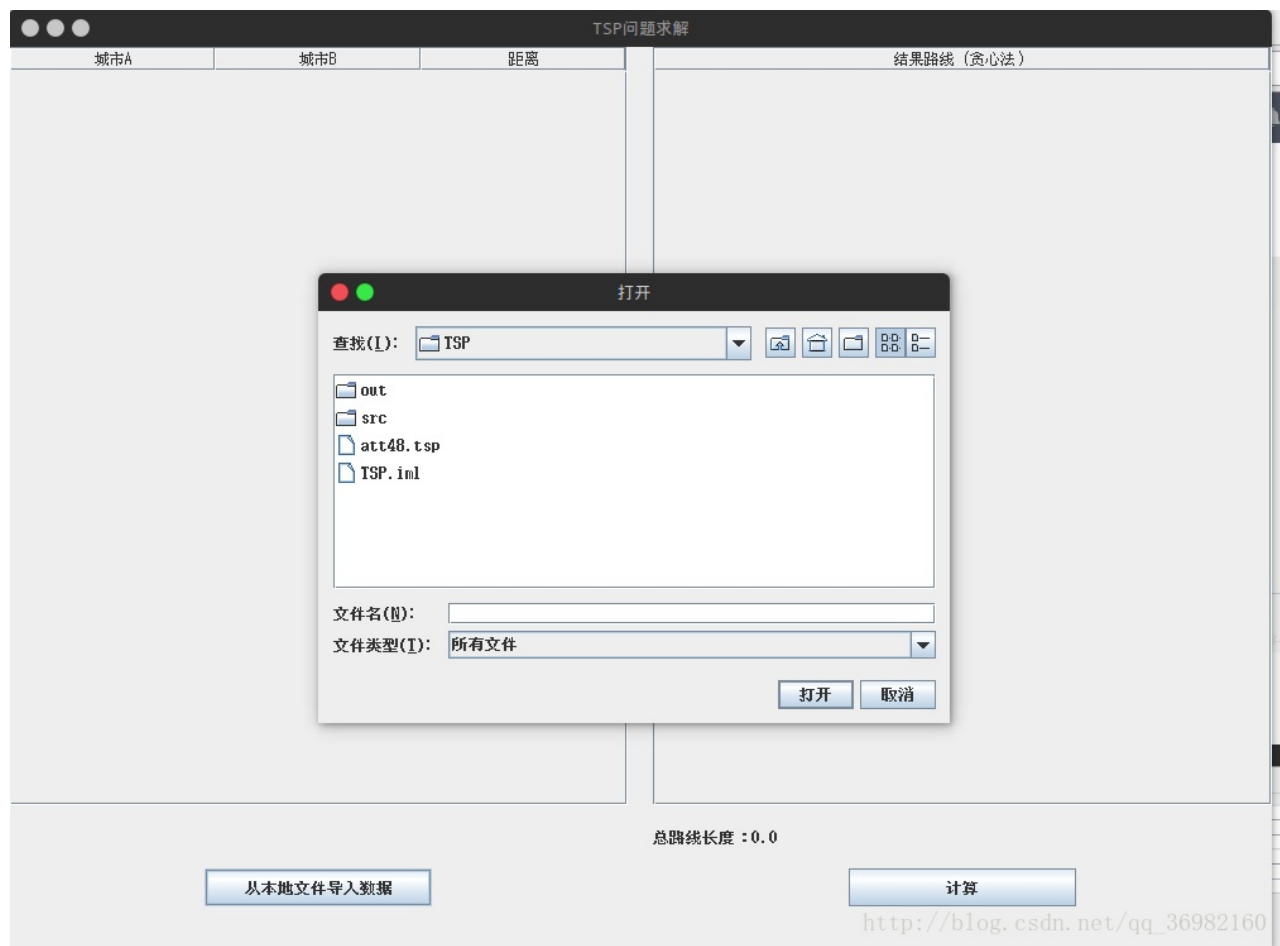 TSP问题求解
城市A 城市B 距离 结果路线（贪心法）
打开
查找(I): TSP
out
src
att48.tsp
TSP.iml
文件名(N):
文件类型(T): 所有文件
打开 取消
总路线长度：0.0
从本地文件导入数据 计算
http://blog.csdn.net/qq_36982160